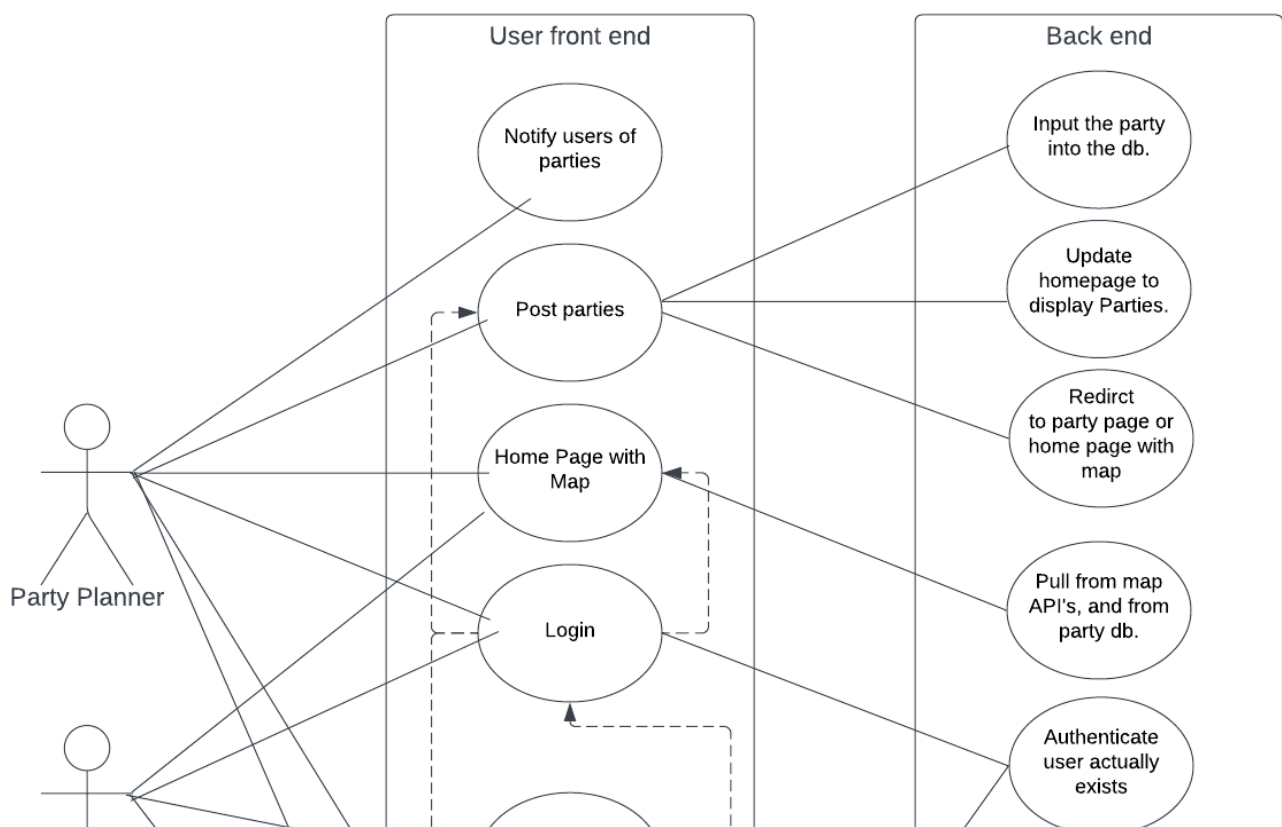 User front end
Notify users of
parties
Post parties
Home Page with
Map
Login
Party Planner
Back end
Input the party
into the db.
Update
homepage to
display Parties.
Redirct
to party page or
home page with
map
Pull from map
API's, and from
party db.
Authenticate
user actually
exists